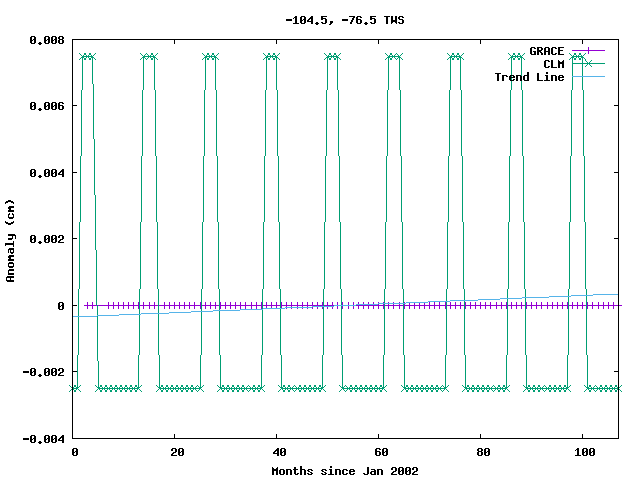 -104.5, -76.5 TWS
GRACE
CLM
Trend Line
0.008
0.006
0.004
0.002
0
-0.002
-0.004
Anomaly (cm)
0 20 40 60 80 100
Months since Jan 2002